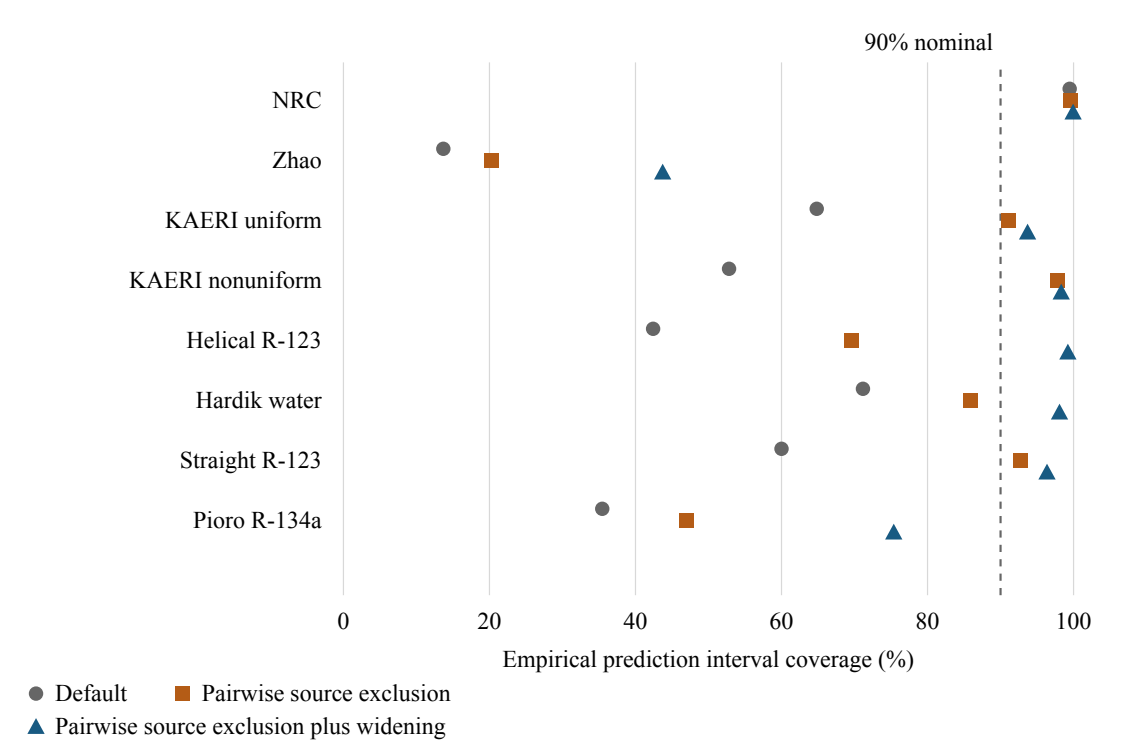 90% nominal
NRC
Zhao
KAERI uniform
KAERI nonuniform
Helical R-123
Hardik water
Straight R-123
Pioro R-134a
0 20 40 60 80 100
Empirical prediction interval coverage (%)
Default Pairwise source exclusion
Pairwise source exclusion plus widening